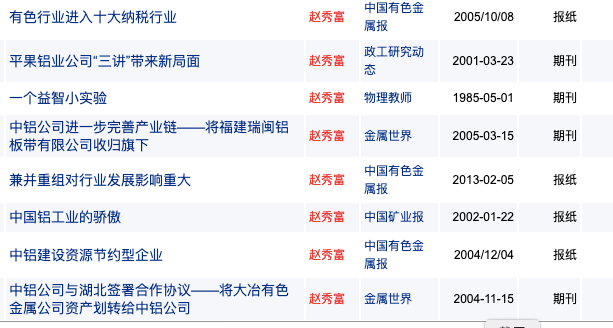 有色行业进入十大纳税行业 赵秀富 中国有色金属报 2005/10/08 报纸
平果铝业公司“三讲”带来新局面 赵秀富 政工研究动态 2001-03-23 期刊
一个益智小实验 赵秀富 物理教师 1985-05-01 期刊
中铝公司进一步完善产业链——将福建瑞闽铝板带有限公司收归旗下 赵秀富 金属世界 2005-03-15 期刊
兼并重组对行业发展影响重大 赵秀富 中国有色金属报 2013-02-05 报纸
中国铝工业的骄傲 赵秀富 中国矿业报 2002-01-22 报纸
中铝建设资源节约型企业 赵秀富 中国有色金属报 2004/12/04 报纸
中铝公司与湖北签署合作协议——将大冶有色金属公司资产划转给中铝公司 赵秀富 金属世界 2004-11-15 期刊